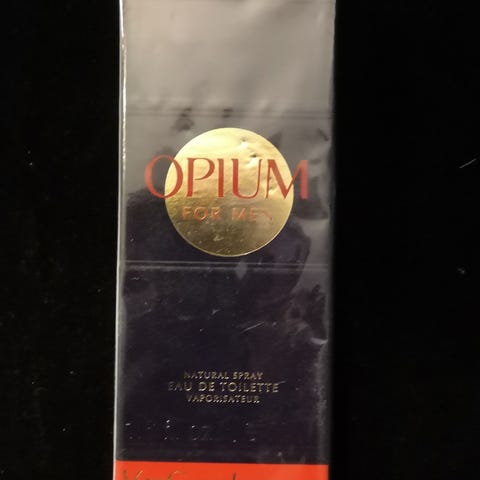 OPIUM
FOR MEN
NATURAL SPRAY
EAU DE TOILETTE
VAPORISATEUR